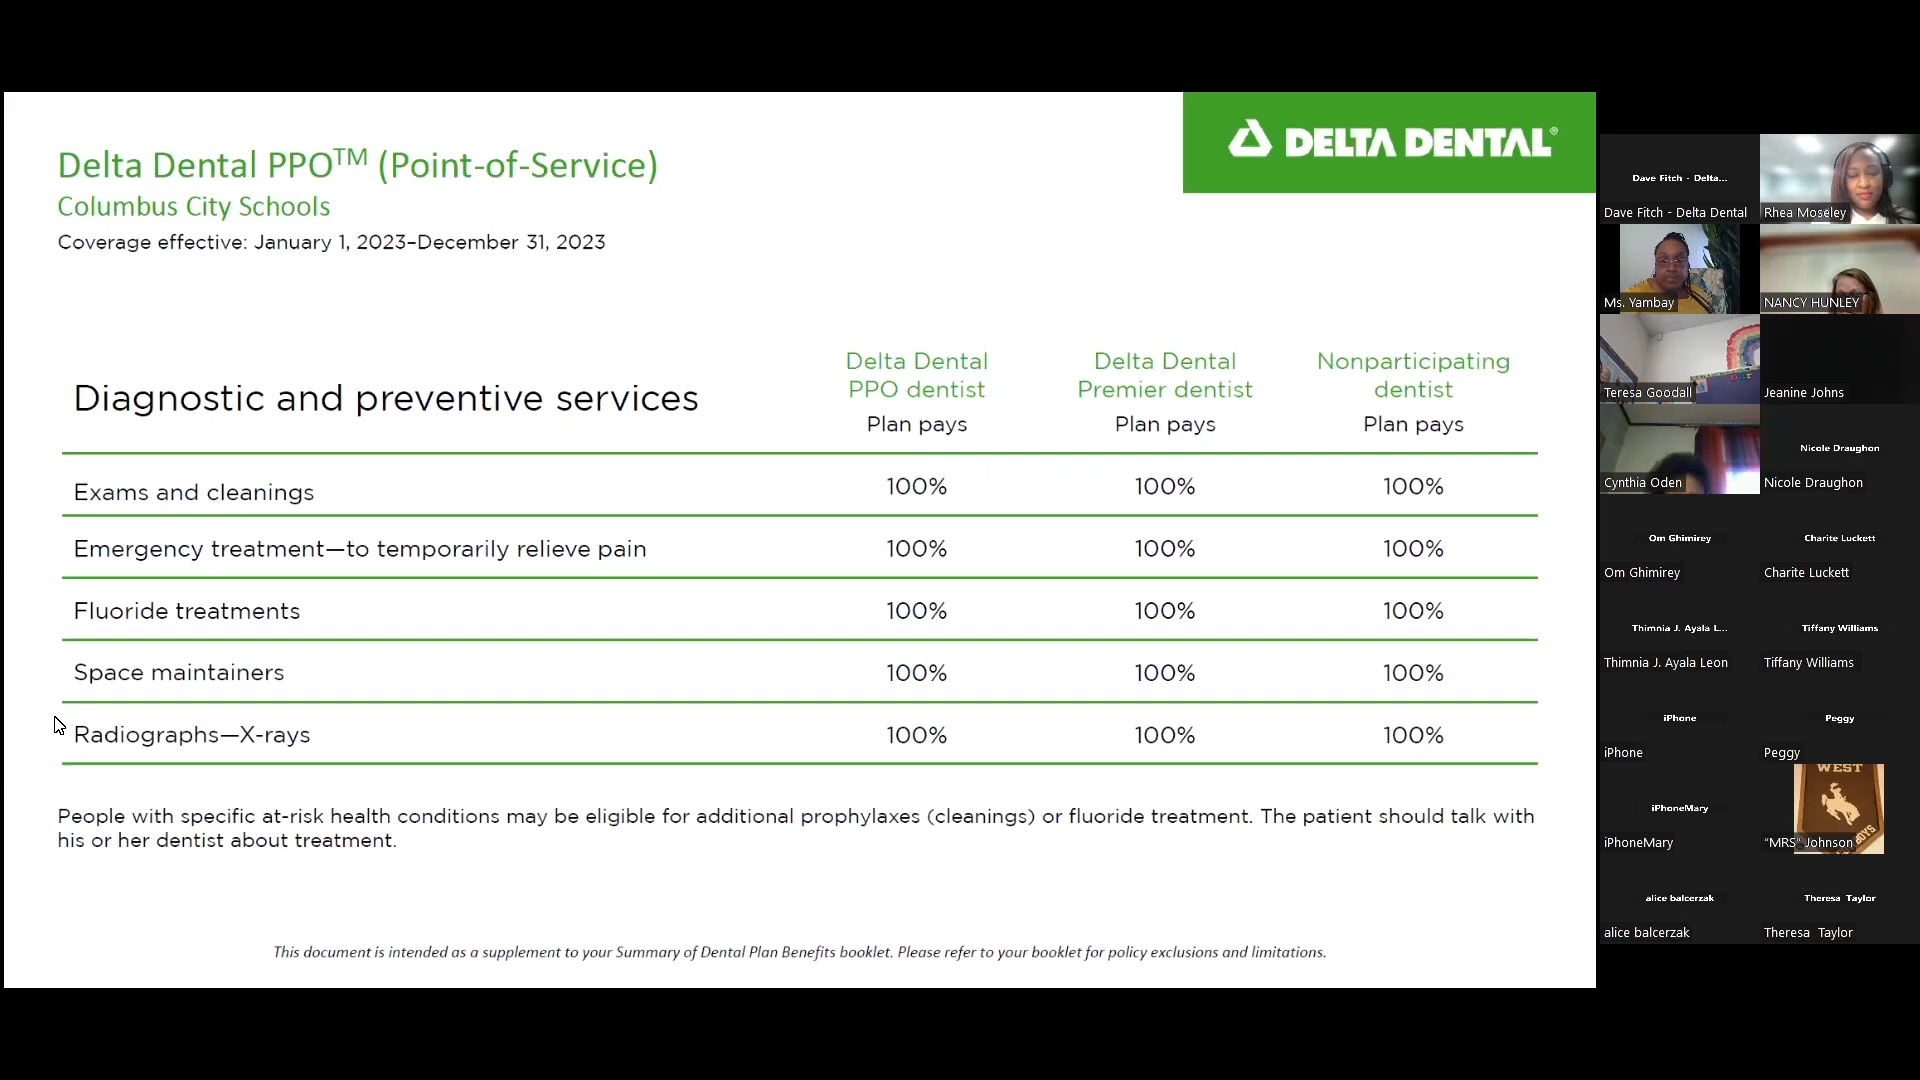 DELTA DENTAL®
Delta Dental PPO™ (Point-of-Service)
Columbus City Schools
Coverage effective: January 1, 2023–December 31, 2023
Diagnostic and preventive services
Delta Dental
PPO dentist
Plan pays
Delta Dental
Premier dentist
Plan pays
Nonparticipating
dentist
Plan pays
Exams and cleanings 100% 100% 100%
Emergency treatment—to temporarily relieve pain 100% 100% 100%
Fluoride treatments 100% 100% 100%
Space maintainers 100% 100% 100%
Radiographs—X-rays 100% 100% 100%
People with specific at-risk health conditions may be eligible for additional prophylaxes (cleanings) or fluoride treatment. The patient should talk with
his or her dentist about treatment.
This document is intended as a supplement to your Summary of Dental Plan Benefits booklet. Please refer to your booklet for policy exclusions and limitations.
Dave Fitch - Delta...
Dave Fitch - Delta Dental
Rhea Moseley
Ms. Yambay
NANCY HUNLEY
Teresa Goodall
Jeanine Johns
Cynthia Oden
Nicole Draughon
Nicole Draughon
Om Ghimirey
Om Ghimirey
Charite Luckett
Charite Luckett
Thimnia J. Ayala L...
Thimnia J. Ayala Leon
Tiffany Williams
Tiffany Williams
iPhone
iPhone
Peggy
Peggy
iPhoneMary
iPhoneMary
WEST
"MRS" Johnson
alice balcerzak
alice balcerzak
Theresa Taylor
Theresa Taylor